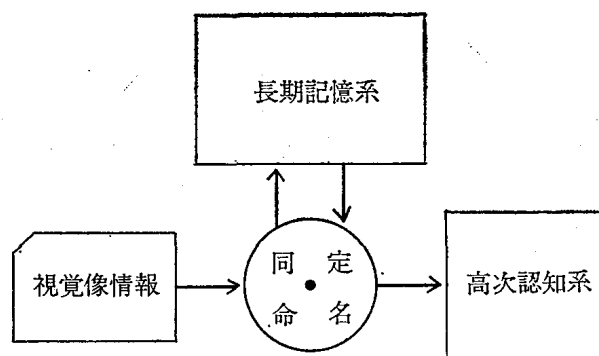 長期記憶系
視覚像情報
同定
命名
高次認知系